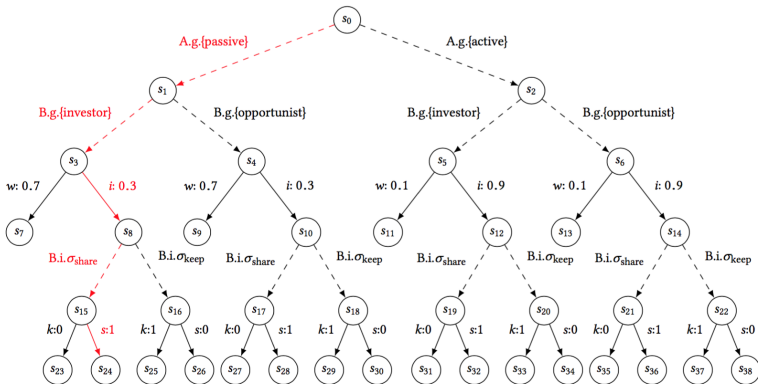 s0
A.g.{passive} A.g.{active}
s1 s2
B.g.{investor} B.g.{opportunist} B.g.{investor} B.g.{opportunist}
s3 s4 s5 s6
w: 0.7 i: 0.3 w: 0.7 i: 0.3 w: 0.1 i: 0.9 w: 0.1 i: 0.9
s7 s8 s9 s10 s11 s12 s13 s14
B.i.σshare B.i.σkeep B.i.σshare B.i.σkeep B.i.σshare B.i.σkeep B.i.σshare B.i.σkeep
s15 s16 s17 s18 s19 s20 s21 s22
k:0 s:1 k:1 s:0 k:0 s:1 k:1 s:0 k:0 s:1 k:1 s:0 k:0 s:1 k:1 s:0
s23 s24 s25 s26 s27 s28 s29 s30 s31 s32 s33 s34 s35 s36 s37 s38